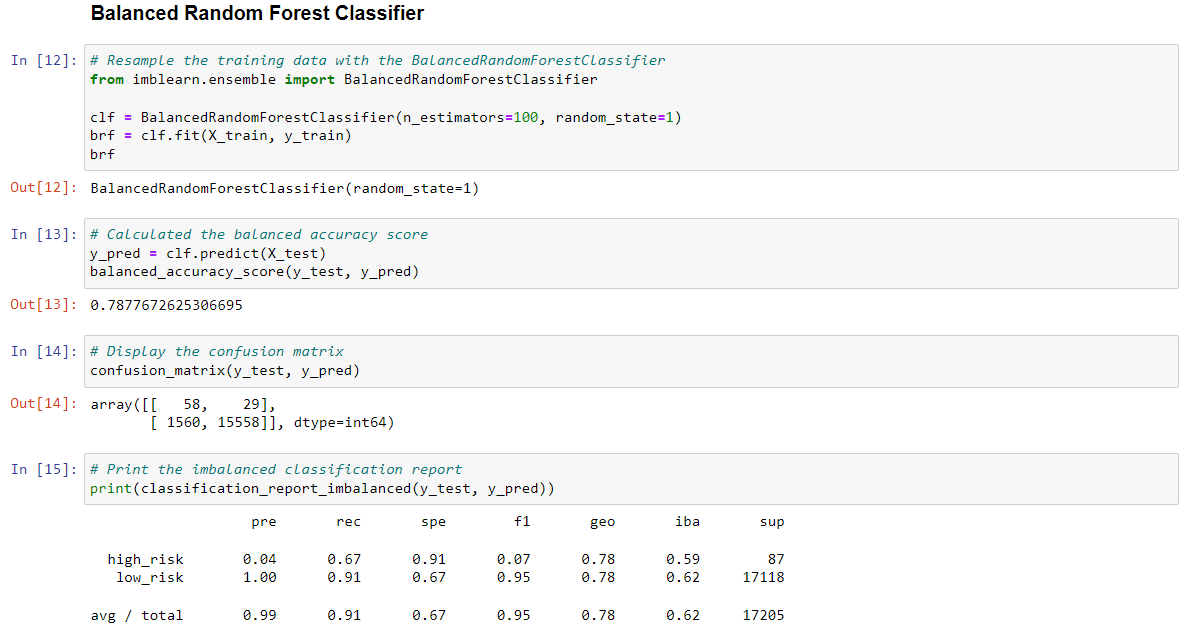 Balanced Random Forest Classifier
In [12]: # Resample the training data with the BalancedRandomForestClassifier
from imblearn.ensemble import BalancedRandomForestClassifier
clf = BalancedRandomForestClassifier(n_estimators=100, random_state=1)
brf = clf.fit(X_train, y_train)
brf
Out[12]: BalancedRandomForestClassifier(random_state=1)
In [13]: # Calculated the balanced accuracy score
y_pred = clf.predict(X_test)
balanced_accuracy_score(y_test, y_pred)
Out[13]: 0.7877672625306695
In [14]: # Display the confusion matrix
confusion_matrix(y_test, y_pred)
Out[14]: array([[   58,    29],
       [ 1560, 15558]], dtype=int64)
In [15]: # Print the imbalanced classification report
print(classification_report_imbalanced(y_test, y_pred))
pre rec spe f1 geo iba sup
high_risk 0.04 0.67 0.91 0.07 0.78 0.59 87
low_risk 1.00 0.91 0.67 0.95 0.78 0.62 17118
avg / total 0.99 0.91 0.67 0.95 0.78 0.62 17205